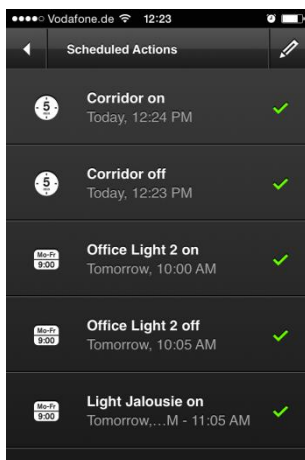 Vodafone.de 12:23
Scheduled Actions
5
Corridor on
Today, 12:24 PM
5
Corridor off
Today, 12:23 PM
Mo-Fr
9:00
Office Light 2 on
Tomorrow, 10:00 AM
Mo-Fr
9:00
Office Light 2 off
Tomorrow, 10:05 AM
Mo-Fr
9:00
Light Jalousie on
Tomorrow,…M - 11:05 AM